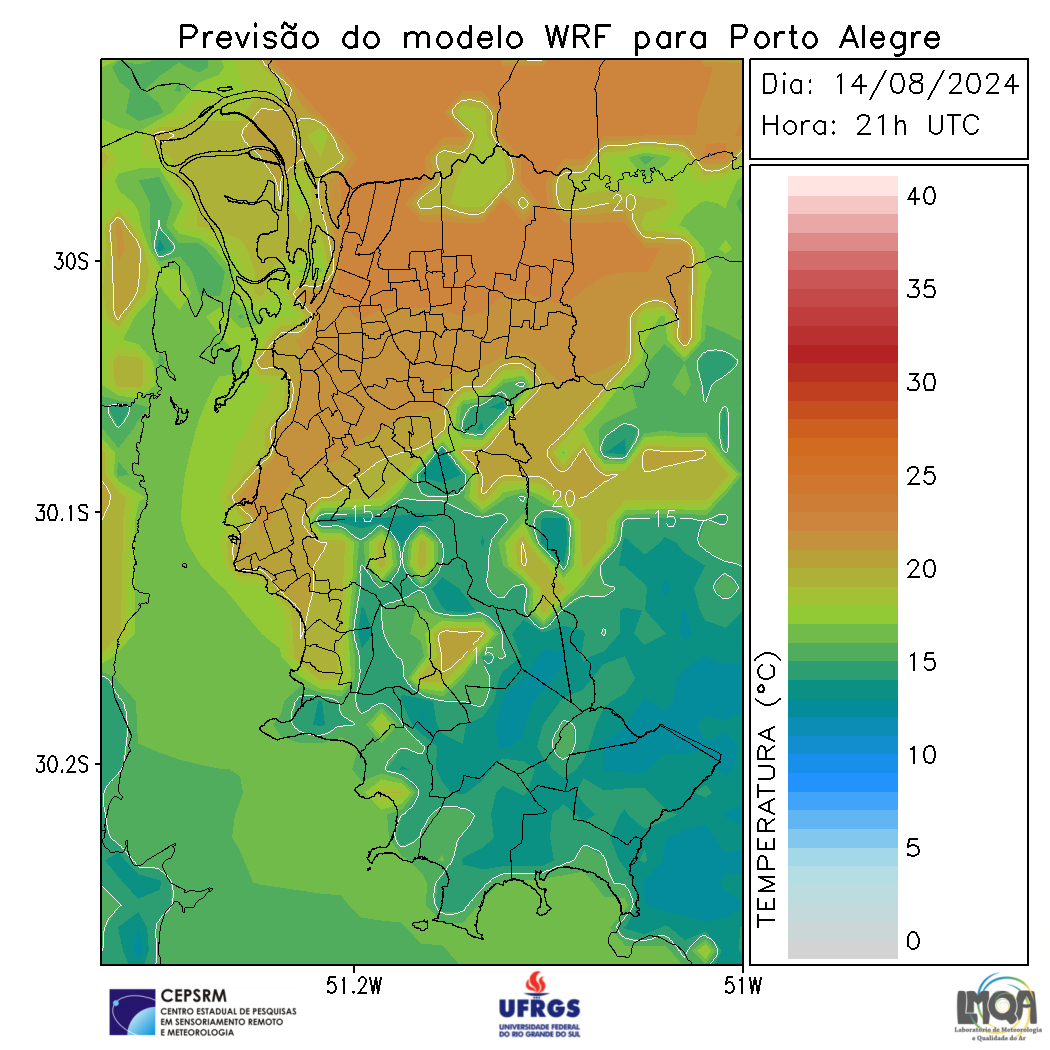 Previsão do modelo WRF para Porto Alegre
Dia: 14/08/2024
Hora: 21h UTC
40
35
30
25
20
15
10
5
0
TEMPERATURA (°C)
30S
30.1S
30.2S
51.2W
51W
20
20
15
15
15
CEPSRM
CENTRO ESTADUAL DE PESQUISAS
EM SENSORIAMENTO REMOTO
E METEOROLOGIA
UFRGS
UNIVERSIDADE FEDERAL
DO RIO GRANDE DO SUL
LMQA
Laboratório de Meteorologia
e Qualidade do Ar